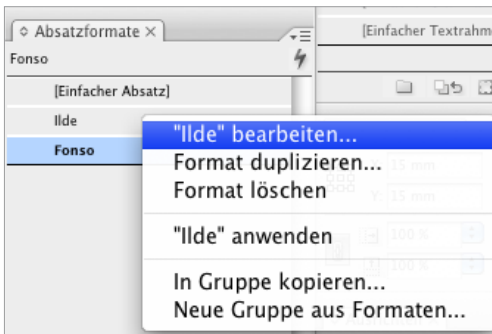 Absatzformate ×
[Einfacher Textrahm
Fonso
[Einfacher Absatz]
Ilde
Fonso
"Ilde" bearbeiten...
Format duplizieren...
Format löschen
"Ilde" anwenden
In Gruppe kopieren...
Neue Gruppe aus Formaten...
15 mm
Y: 15 mm
100 %
100 %